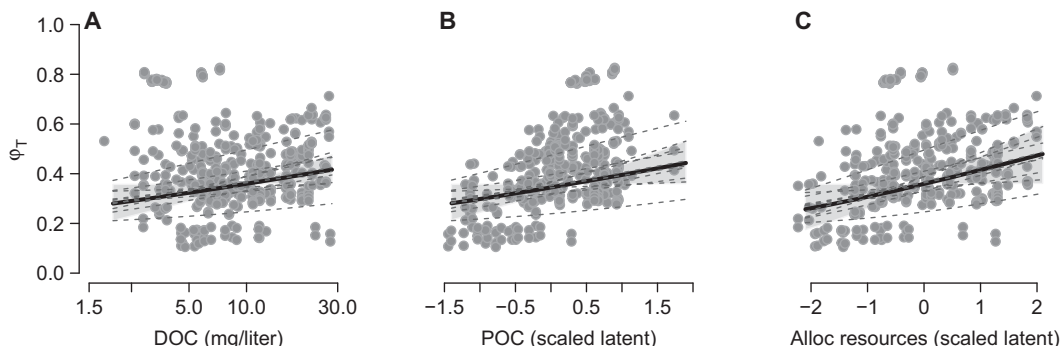 A B C
φT
1.0
0.8
0.6
0.4
0.2
0.0
1.5 5.0 10.0 30.0 −1.5 −0.5 0.5 1.5 −2 −1 0 1 2
DOC (mg/liter) POC (scaled latent) Alloc resources (scaled latent)